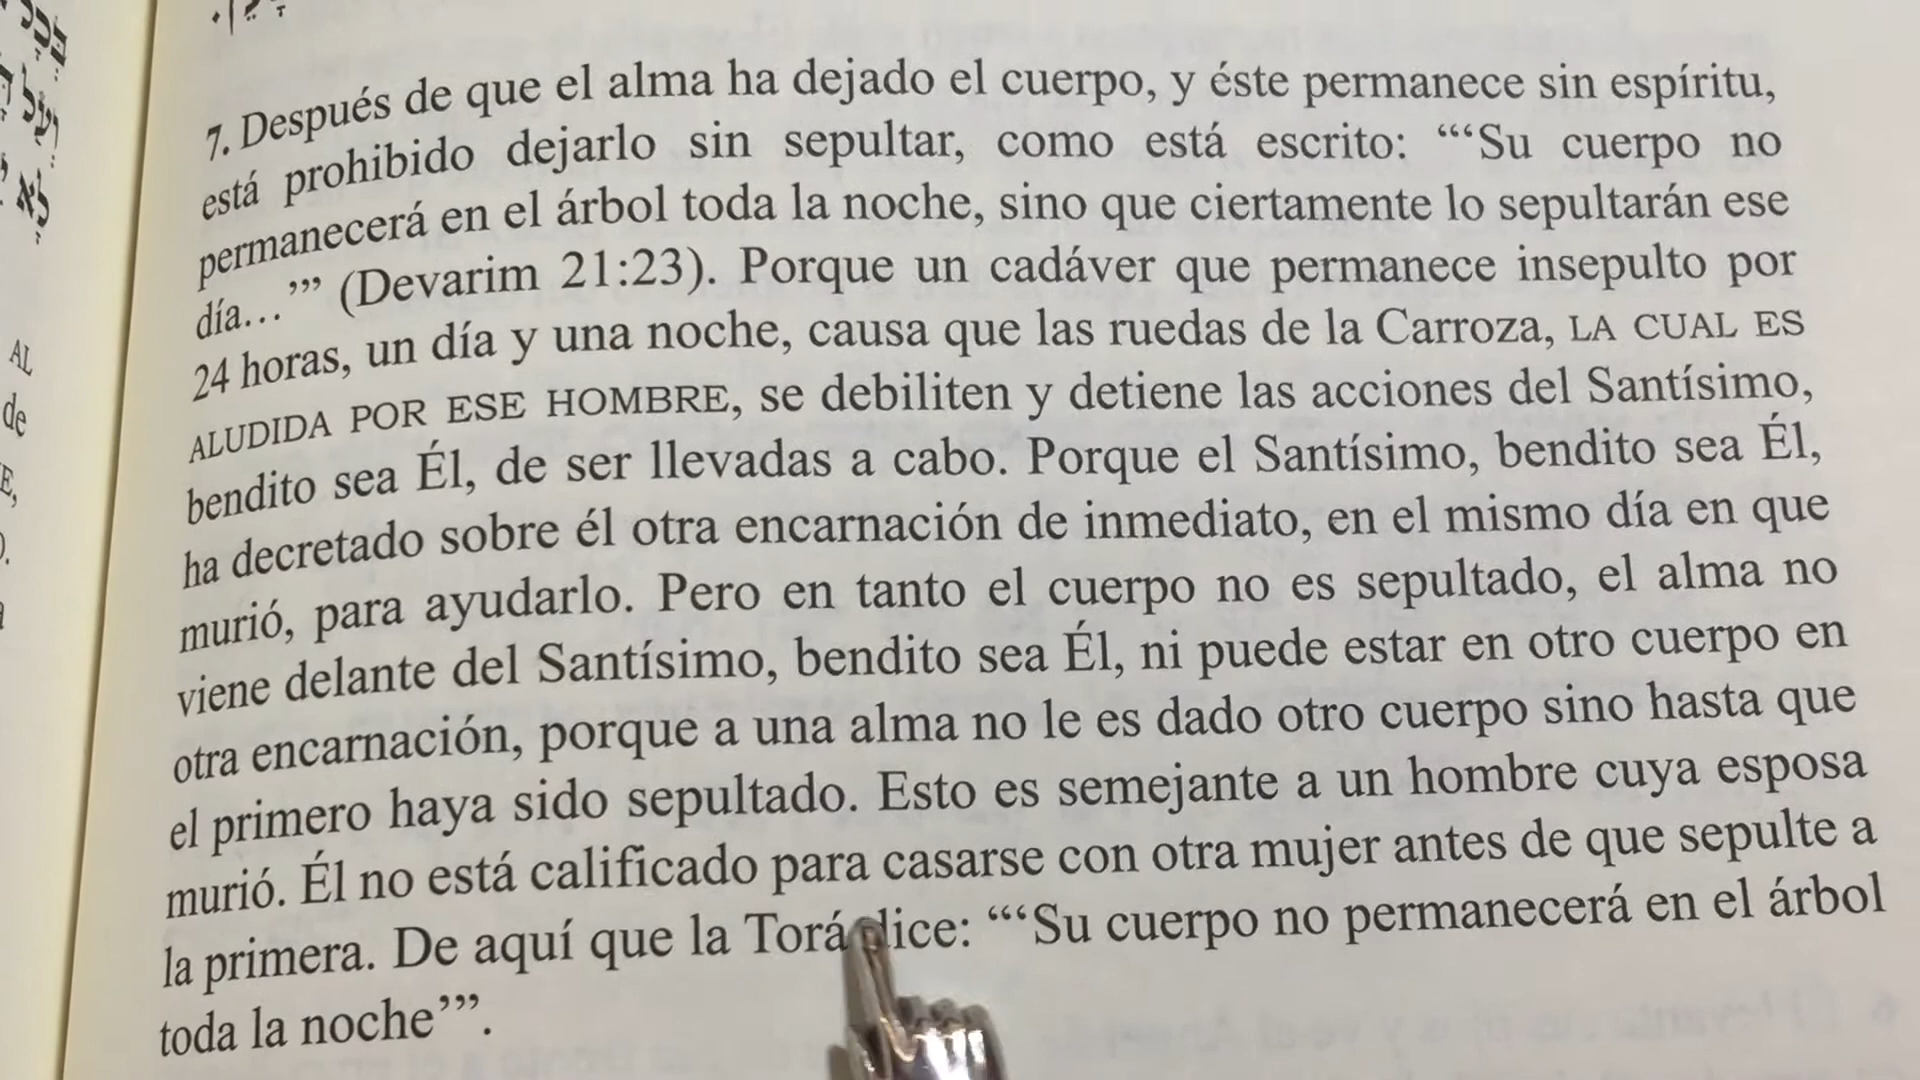 7. Después de que el alma ha dejado el cuerpo, y éste permanece sin espíritu,
está prohibido dejarlo sin sepultar, como está escrito: “‘“Su cuerpo no
permanecerá en el árbol toda la noche, sino que ciertamente lo sepultarán ese
día…’”” (Devarim 21:23). Porque un cadáver que permanece insepulto por
24 horas, un día y una noche, causa que las ruedas de la Carroza, LA CUAL ES
ALUDIDA POR ESE HOMBRE, se debiliten y detiene las acciones del Santísimo,
bendito sea Él, de ser llevadas a cabo. Porque el Santísimo, bendito sea Él,
ha decretado sobre él otra encarnación de inmediato, en el mismo día en que
murió, para ayudarlo. Pero en tanto el cuerpo no es sepultado, el alma no
viene delante del Santísimo, bendito sea Él, ni puede estar en otro cuerpo en
otra encarnación, porque a una alma no le es dado otro cuerpo sino hasta que
el primero haya sido sepultado. Esto es semejante a un hombre cuya esposa
murió. Él no está calificado para casarse con otra mujer antes de que sepulte a
la primera. De aquí que la Torá dice: “‘“Su cuerpo no permanecerá en el árbol
toda la noche’””.
AL
de